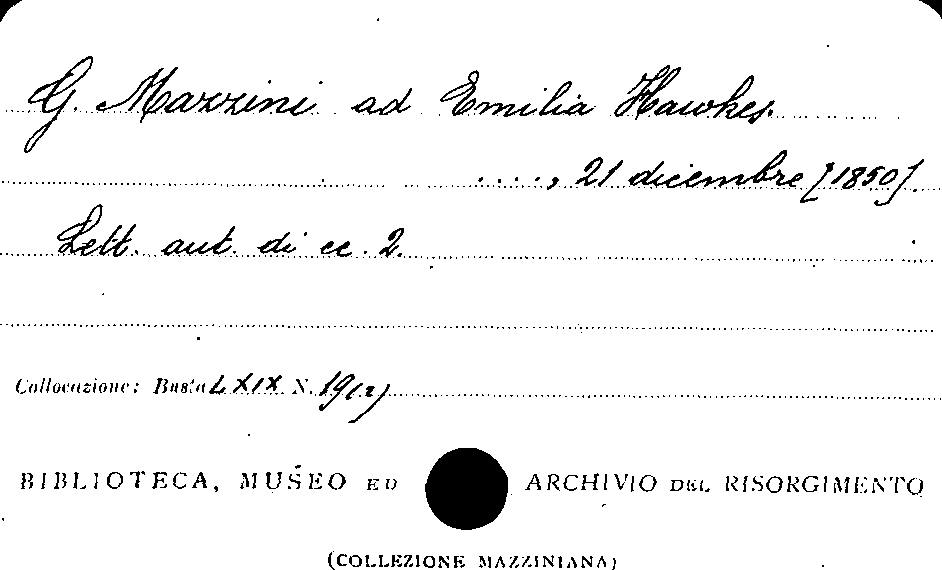 G. Mazzini ad Emilia Hawkes.
...., 21 dicembre [1850].
Lett. aut. di cc. 2.
Collocazione: Busta LXIX N. 19(2)
BIBLIOTECA, MUSEO ED ARCHIVIO DEL RISORGIMENTO
(COLLEZIONE MAZZINIANA)